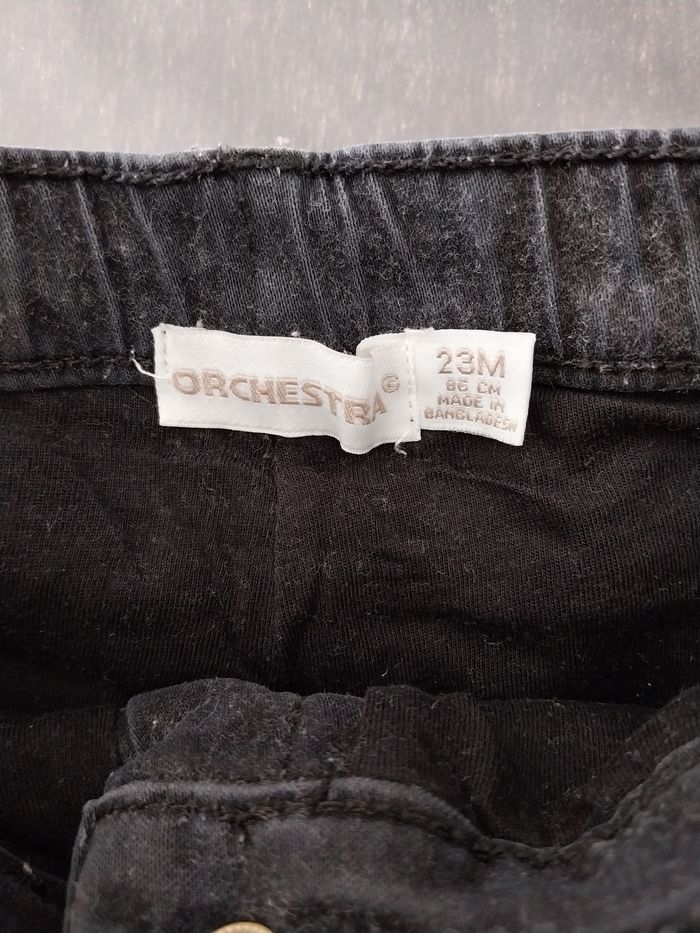 ORCHESTRA©
23M
86 CM
MADE IN
BANGLADESH